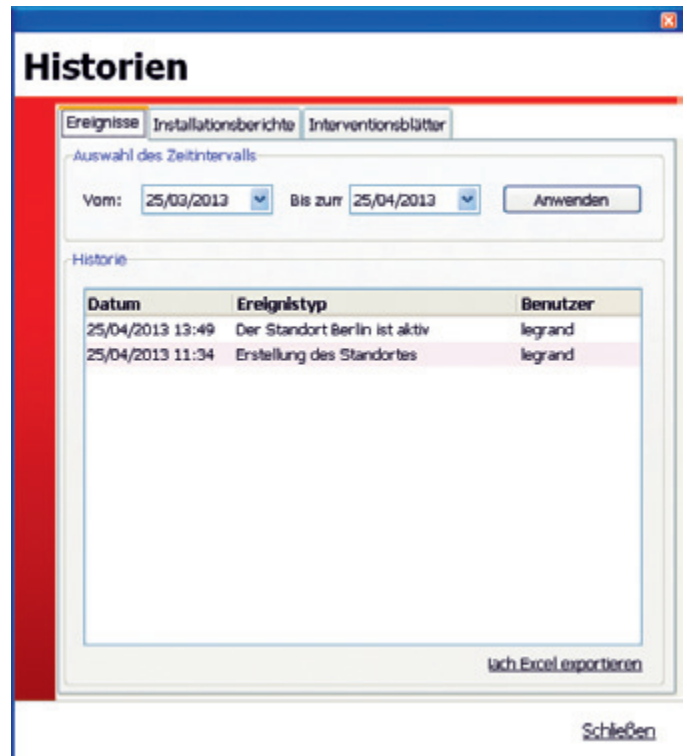 Historien
Ereignisse Installationsberichte Interventionsblätter
Auswahl des Zeitintervalls
Vom: 25/03/2013 Bis zum 25/04/2013 Anwenden
Historie
Datum Ereignistyp Benutzer
25/04/2013 13:49 Der Standort Berlin ist aktiv legrand
25/04/2013 11:34 Erstellung des Standortes legrand
lach Excel exportieren
Schließen